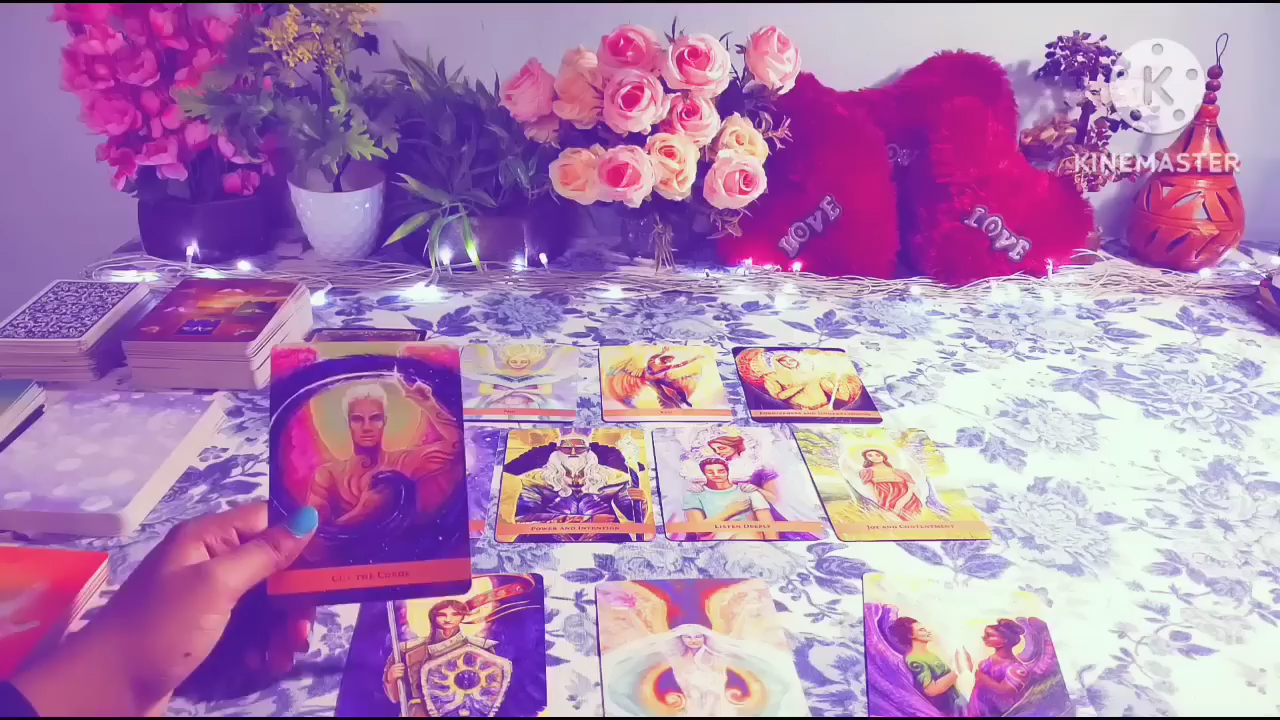 K
KINEMASTER
LOVE
LOVE
FORGIVENESS AND UNDERSTANDING
POWER AND INTENTION
LISTEN DEEPLY
JOY AND CONTENTMENT
CUT THE CORDS